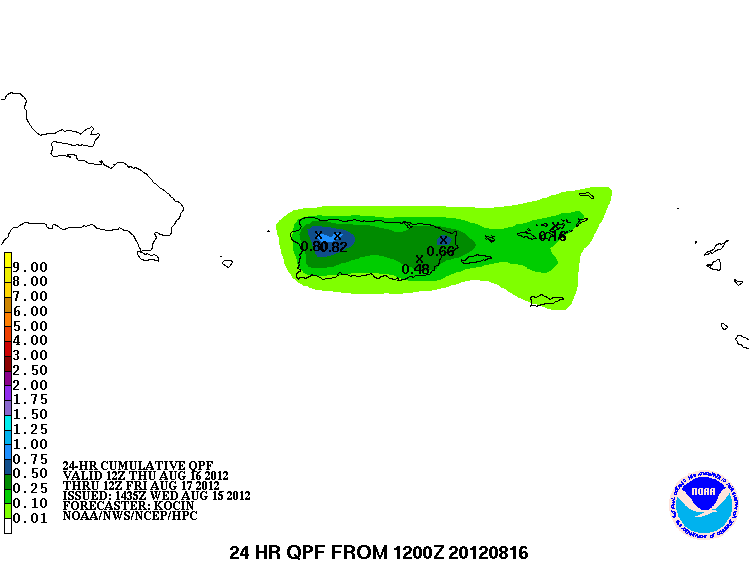 0.80
0.82
0.66
0.48
0.16
9.00
8.00
7.00
6.00
5.00
4.00
3.00
2.50
2.00
1.75
1.50
1.25
1.00
0.75
0.50
0.25
0.10
0.01
24-HR CUMULATIVE QPF
VALID 12Z THU AUG 16 2012
THRU 12Z FRI AUG 17 2012
ISSUED: 1435Z WED AUG 15 2012
FORECASTER: KOCIN
NOAA/NWS/NCEP/HPC
NOAA
24 HR QPF FROM 1200Z 20120816